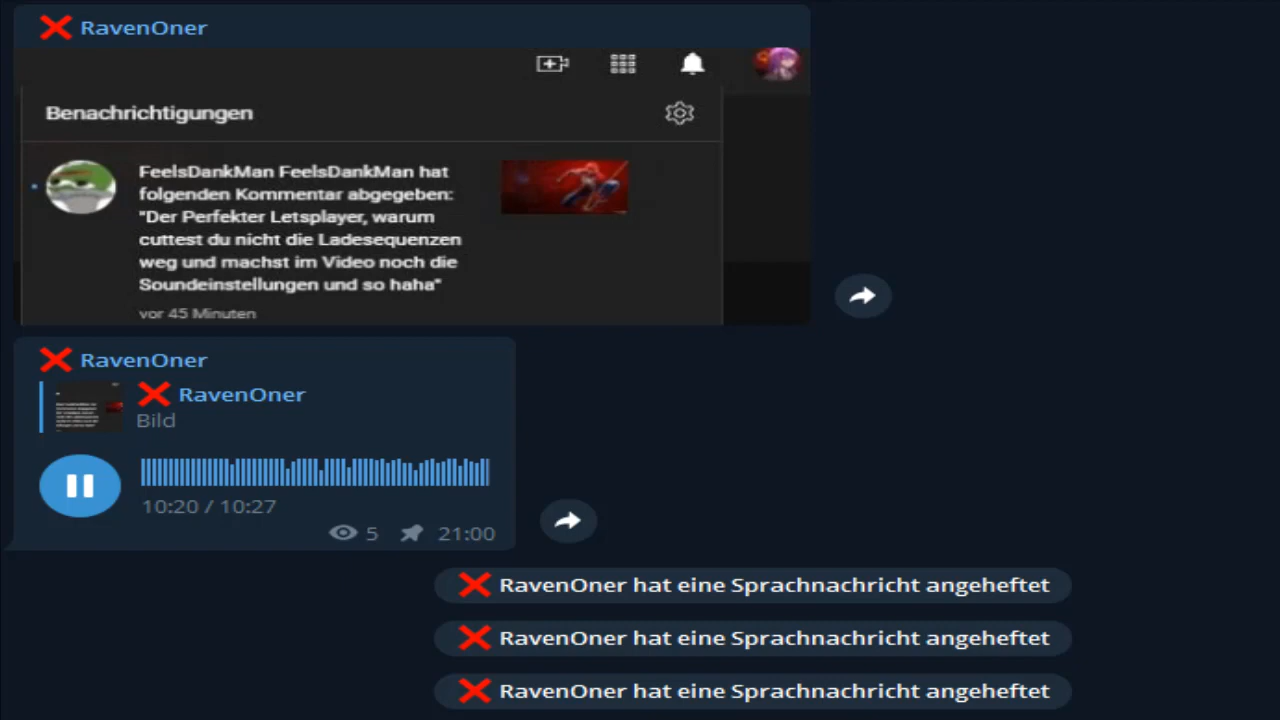 ❌ RavenOner
Benachrichtigungen
FeelsDankMan FeelsDankMan hat
folgenden Kommentar abgegeben:
"Der Perfekter Letsplayer, warum
cuttest du nicht die Ladesequenzen
weg und machst im Video noch die
Soundeinstellungen und so haha"
vor 45 Minuten
❌ RavenOner
❌ RavenOner
Bild
10:20 / 10:27
5 21:00
❌ RavenOner hat eine Sprachnachricht angeheftet
❌ RavenOner hat eine Sprachnachricht angeheftet
❌ RavenOner hat eine Sprachnachricht angeheftet